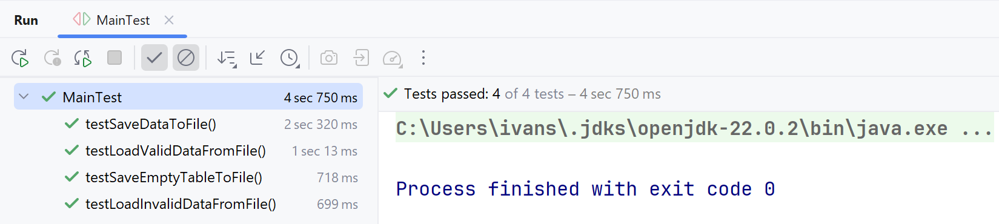 Run MainTest
MainTest 4 sec 750 ms
testSaveDataToFile() 2 sec 320 ms
testLoadValidDataFromFile() 1 sec 13 ms
testSaveEmptyTableToFile() 718 ms
testLoadInvalidDataFromFile() 699 ms
Tests passed: 4 of 4 tests – 4 sec 750 ms
C:\Users\ivans\.jdks\openjdk-22.0.2\bin\java.exe ...
Process finished with exit code 0